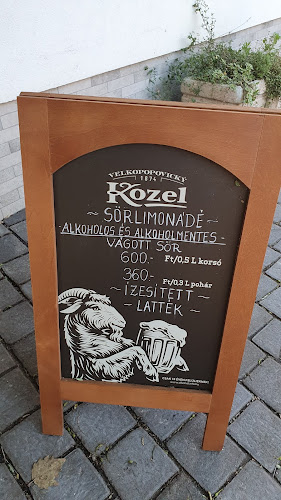 VELKOPOPOVICKÝ
1874
Kozel
~ SÖRLIMONÁDÉ ~
- ALKOHOLOS ÉS ALKOHOLMENTES -
VÁGOTT SÖR
600.- Ft/0,5 L korsó
360.- Ft/0,3 L pohár
~ ÍZESÍTETT ~
LATTÉK